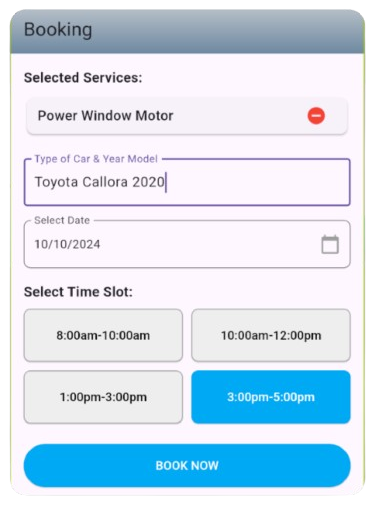 Booking
Selected Services:
Power Window Motor
Type of Car & Year Model
Toyota Callora 2020
Select Date
10/10/2024
Select Time Slot:
8:00am-10:00am 10:00am-12:00pm
1:00pm-3:00pm 3:00pm-5:00pm
BOOK NOW